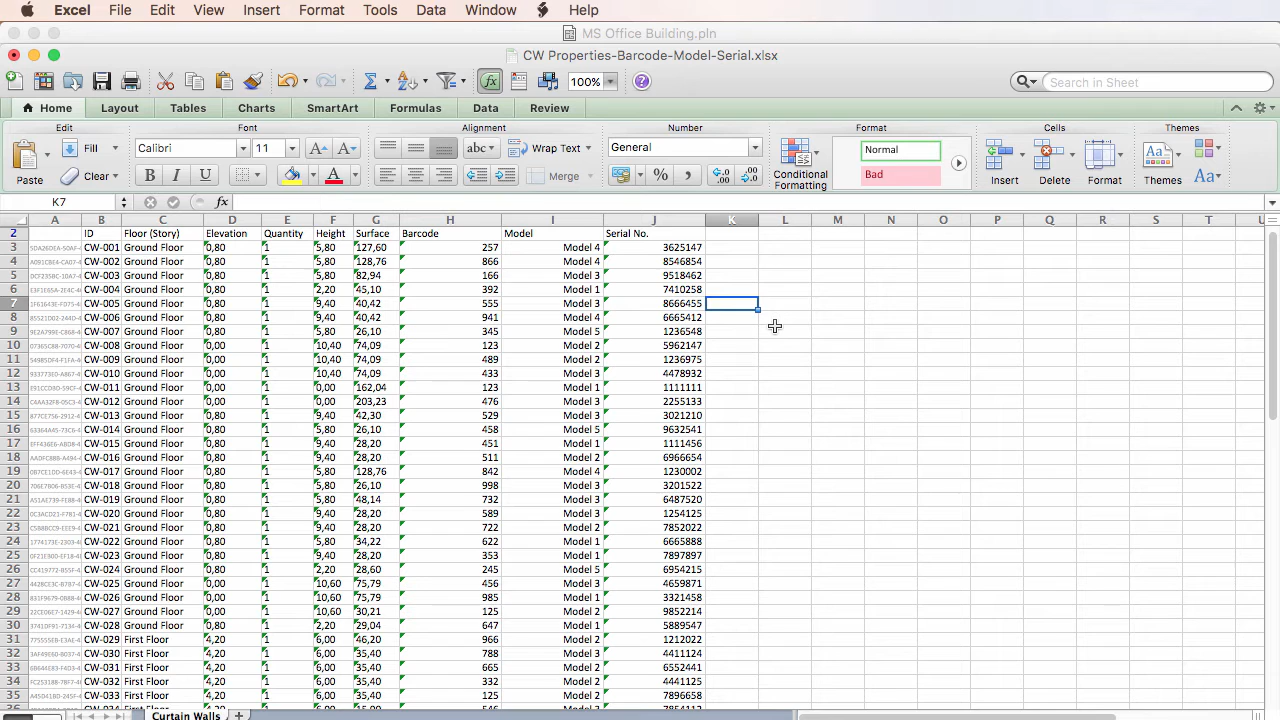 Excel File Edit View Insert Format Tools Data Window Help
MS Office Building.pln
CW Properties-Barcode-Model-Serial.xlsx
100% Search in Sheet
Home Layout Tables Charts SmartArt Formulas Data Review
Edit Font Alignment Number Format Cells Themes
Fill Calibri 11 abc Wrap Text General Normal
Paste Clear B I U A Merge % Conditional Formatting Bad Insert Delete Format Themes Aa
K7 fx
A B C D E F G H I J K L M N O P Q R S T U
2 ID Floor (Story) Elevation Quantity Height Surface Barcode Model Serial No.
3 CW-001 Ground Floor 0,80 1 5,80 127,60 257 Model 4 3625147
4 CW-002 Ground Floor 0,80 1 5,80 128,76 866 Model 4 8546854
5 CW-003 Ground Floor 0,80 1 5,80 82,94 166 Model 3 9518462
6 CW-004 Ground Floor 0,80 1 2,20 45,10 392 Model 1 7410258
7 CW-005 Ground Floor 0,80 1 9,40 40,42 555 Model 3 8666455
8 CW-006 Ground Floor 0,80 1 9,40 40,42 941 Model 4 6665412
9 CW-007 Ground Floor 0,80 1 5,80 26,10 345 Model 5 1236548
10 CW-008 Ground Floor 0,80 1 10,40 74,09 123 Model 2 5962147
11 CW-009 Ground Floor 0,80 1 10,40 74,09 489 Model 2 1236975
12 CW-010 Ground Floor 0,80 1 10,40 74,09 433 Model 3 4478932
13 CW-011 Ground Floor 0,00 1 0,00 162,04 123 Model 1 1111111
14 CW-012 Ground Floor 0,00 1 0,00 203,23 476 Model 3 2255133
15 CW-013 Ground Floor 0,80 1 9,40 42,30 529 Model 3 3021210
16 CW-014 Ground Floor 0,80 1 5,80 26,10 458 Model 5 9632541
17 CW-015 Ground Floor 0,80 1 9,40 28,20 451 Model 1 1111456
18 CW-016 Ground Floor 0,80 1 9,40 28,20 511 Model 2 6966654
19 CW-017 Ground Floor 0,80 1 5,80 128,76 842 Model 4 1230002
20 CW-018 Ground Floor 0,80 1 5,80 26,10 998 Model 3 3201522
21 CW-019 Ground Floor 0,80 1 5,80 48,14 732 Model 3 6487520
22 CW-020 Ground Floor 0,80 1 9,40 28,20 589 Model 3 1254125
23 CW-021 Ground Floor 0,80 1 9,40 28,20 622 Model 2 7852022
24 CW-022 Ground Floor 0,80 1 5,80 34,22 661 Model 1 6665888
25 CW-023 Ground Floor 0,80 1 9,40 28,20 353 Model 1 7897897
26 CW-024 Ground Floor 0,80 1 2,20 28,60 245 Model 5 6954215
27 CW-025 Ground Floor 0,00 1 10,60 75,79 456 Model 3 4659871
28 CW-026 Ground Floor 0,00 1 10,60 75,79 985 Model 1 3321458
29 CW-027 Ground Floor 0,00 1 10,60 30,21 125 Model 2 9852214
30 CW-028 Ground Floor 0,80 1 2,20 29,04 647 Model 1 5889547
31 CW-029 First Floor 4,20 1 6,00 46,20 966 Model 2 1212022
32 CW-030 First Floor 4,20 1 6,00 35,40 788 Model 3 4411124
33 CW-031 First Floor 4,20 1 6,00 35,40 665 Model 2 6552441
34 CW-032 First Floor 4,20 1 6,00 35,40 332 Model 2 4441125
35 CW-033 First Floor 4,20 1 6,00 35,40 125 Model 2 7896658
Curtain Walls